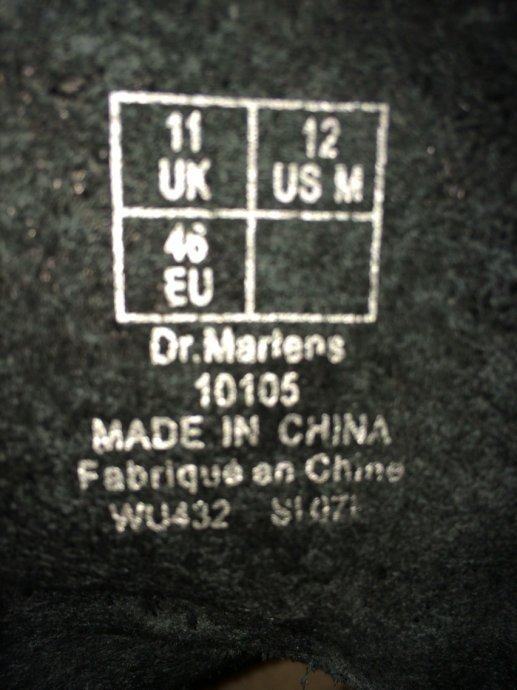 11 12
UK US M
46
EU
Dr.Martens
10105
MADE IN CHINA
Fabriqué en Chine
WU432